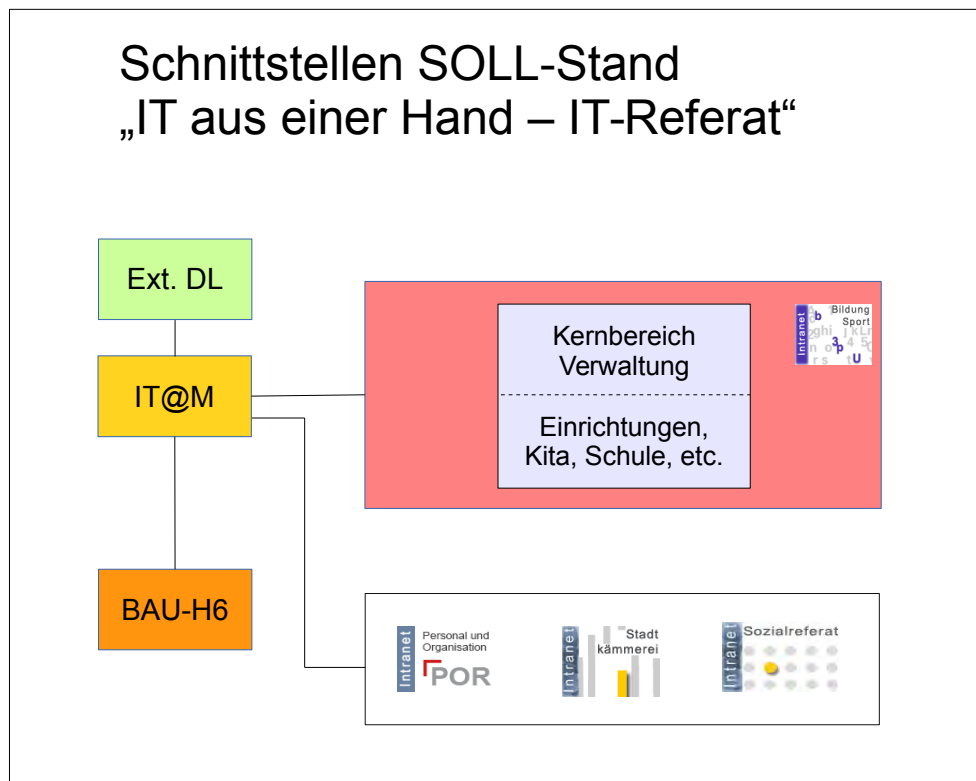 Schnittstellen SOLL-Stand
„IT aus einer Hand – IT-Referat“
Ext. DL
IT@M
BAU-H6
Kernbereich
Verwaltung
Einrichtungen,
Kita, Schule, etc.
Intranet
Bildung
Sport
Intranet
Personal und
Organisation
POR
Intranet
Stadt
kämmerei
Intranet
Sozialreferat